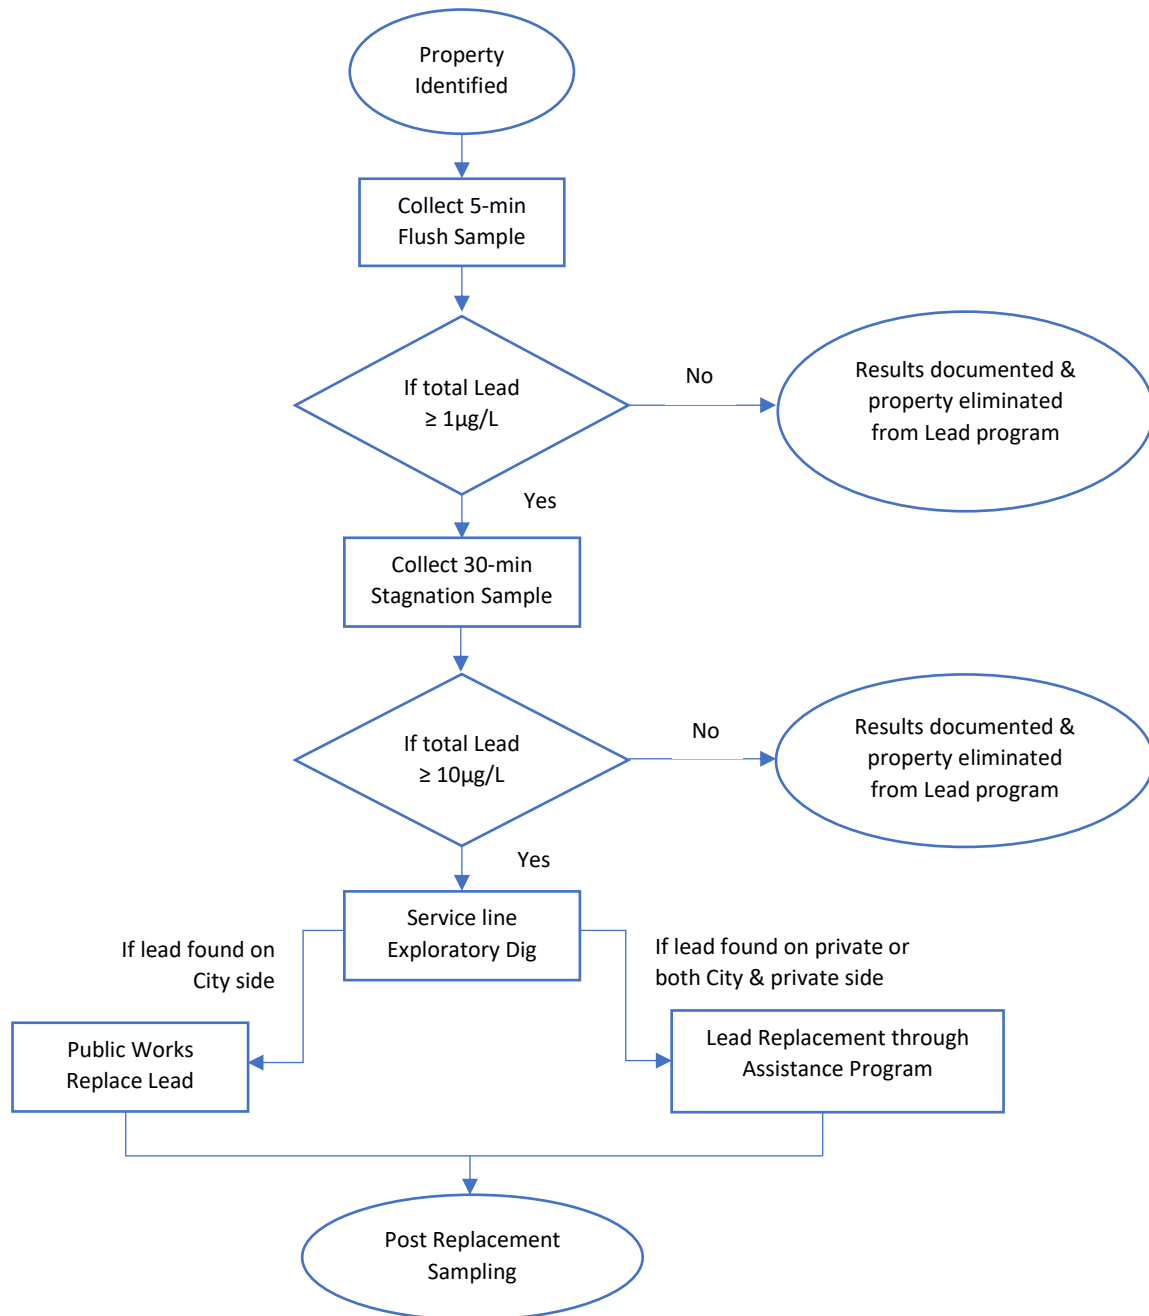 Property
Identified
Collect 5-min
Flush Sample
If total Lead
≥ 1µg/L
No
Results documented &
property eliminated
from Lead program
Yes
Collect 30-min
Stagnation Sample
If total Lead
≥ 10µg/L
No
Results documented &
property eliminated
from Lead program
Yes
Service line
Exploratory Dig
If lead found on
City side
If lead found on private or
both City & private side
Public Works
Replace Lead
Lead Replacement through
Assistance Program
Post Replacement
Sampling